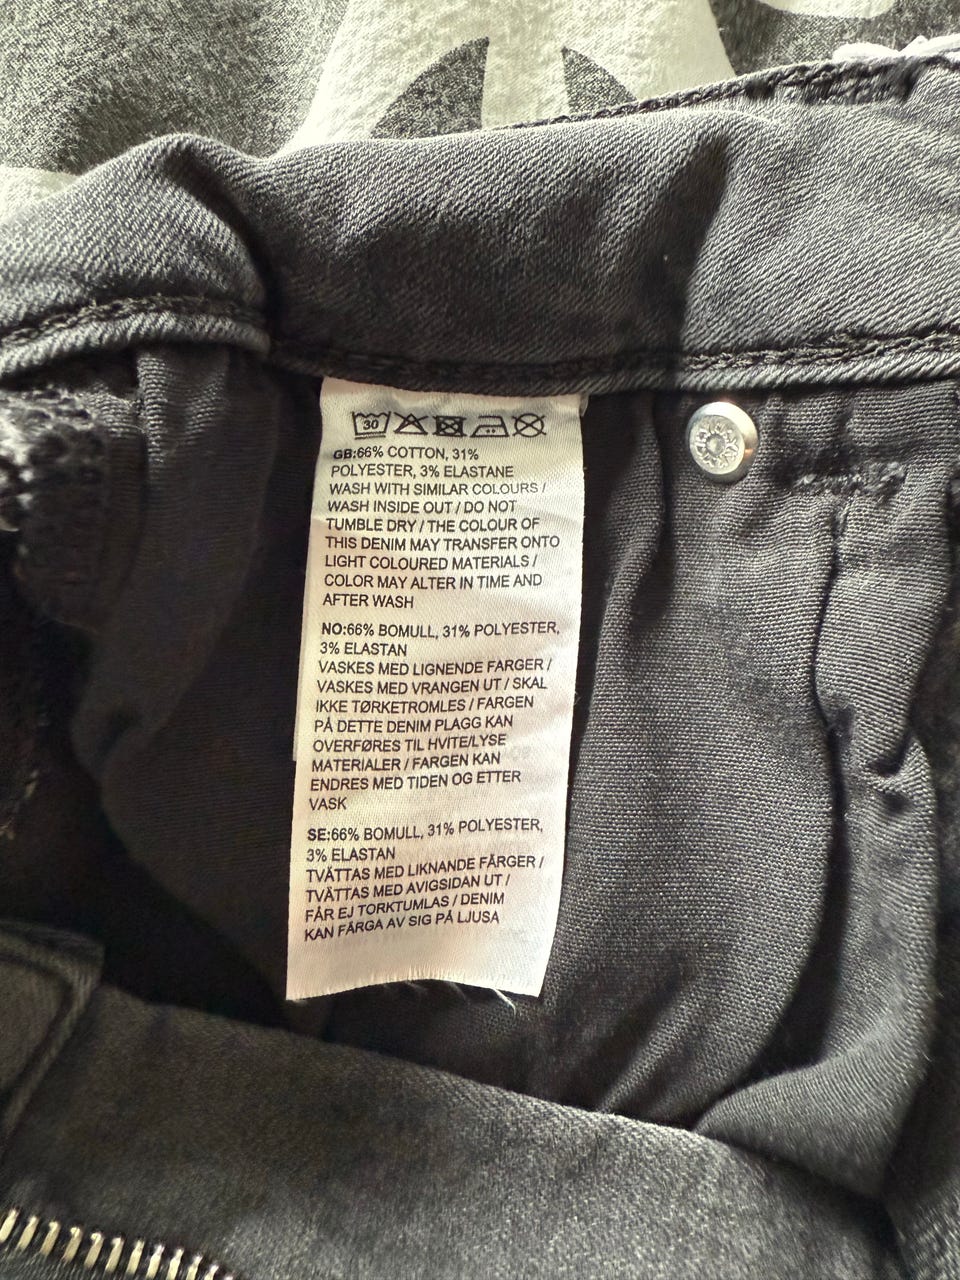 30
GB:66% COTTON, 31%
POLYESTER, 3% ELASTANE
WASH WITH SIMILAR COLOURS /
WASH INSIDE OUT / DO NOT
TUMBLE DRY / THE COLOUR OF
THIS DENIM MAY TRANSFER ONTO
LIGHT COLOURED MATERIALS /
COLOR MAY ALTER IN TIME AND
AFTER WASH
NO:66% BOMULL, 31% POLYESTER,
3% ELASTAN
VASKES MED LIGNENDE FARGER /
VASKES MED VRANGEN UT / SKAL
IKKE TØRKETROMLES / FARGEN
PÅ DETTE DENIM PLAGG KAN
OVERFØRES TIL HVITE/LYSE
MATERIALER / FARGEN KAN
ENDRES MED TIDEN OG ETTER
VASK
SE:66% BOMULL, 31% POLYESTER,
3% ELASTAN
TVÄTTAS MED LIKNANDE FÄRGER /
TVÄTTAS MED AVIGSIDAN UT /
FÅR EJ TORKTUMLAS / DENIM
KAN FÄRGA AV SIG PÅ LJUSA